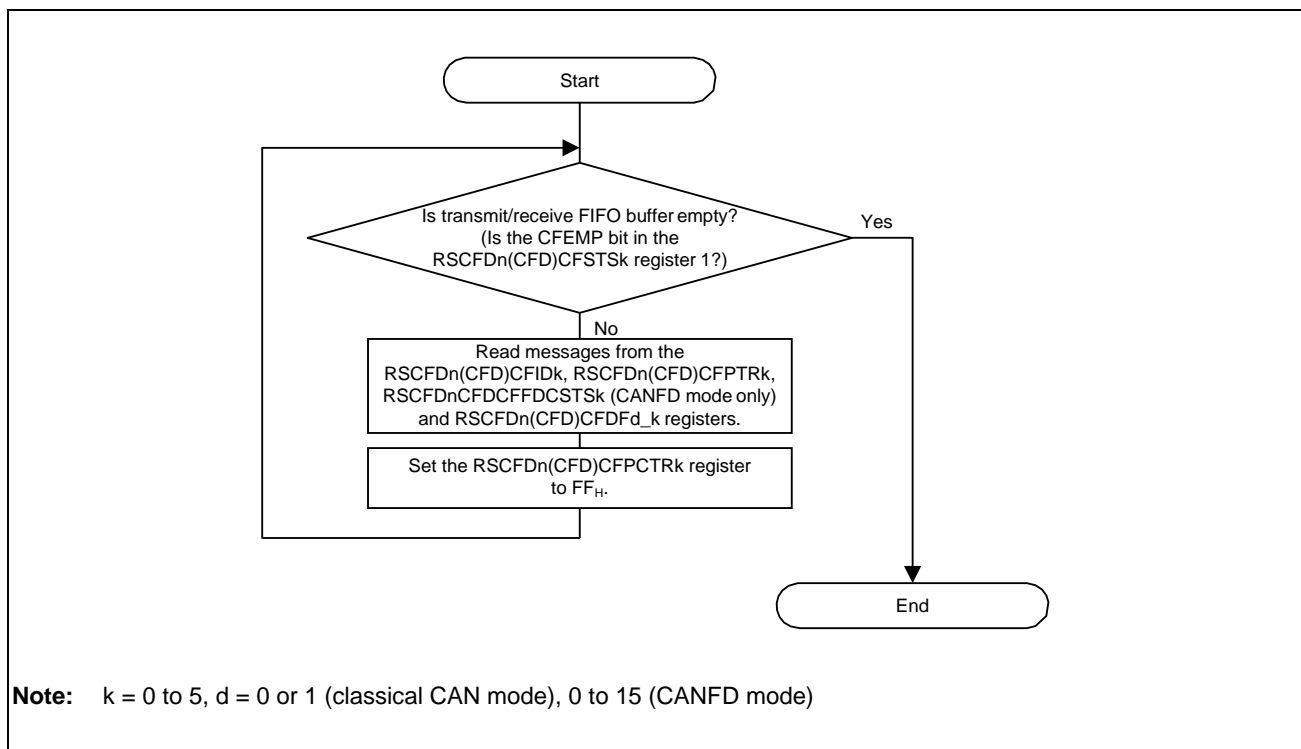 Start
Is transmit/receive FIFO buffer empty?
(Is the CFEMP bit in the
RSCFDn(CFD)CFSTSk register 1?)
Yes
No
Read messages from the
RSCFDn(CFD)CFIDk, RSCFDn(CFD)CFPTRk,
RSCFDnCFDCFFDCSTSk (CANFD mode only)
and RSCFDn(CFD)CFDFd_k registers.
Set the RSCFDn(CFD)CFPCTRk register
to FFH.
End
Note: k = 0 to 5, d = 0 or 1 (classical CAN mode), 0 to 15 (CANFD mode)